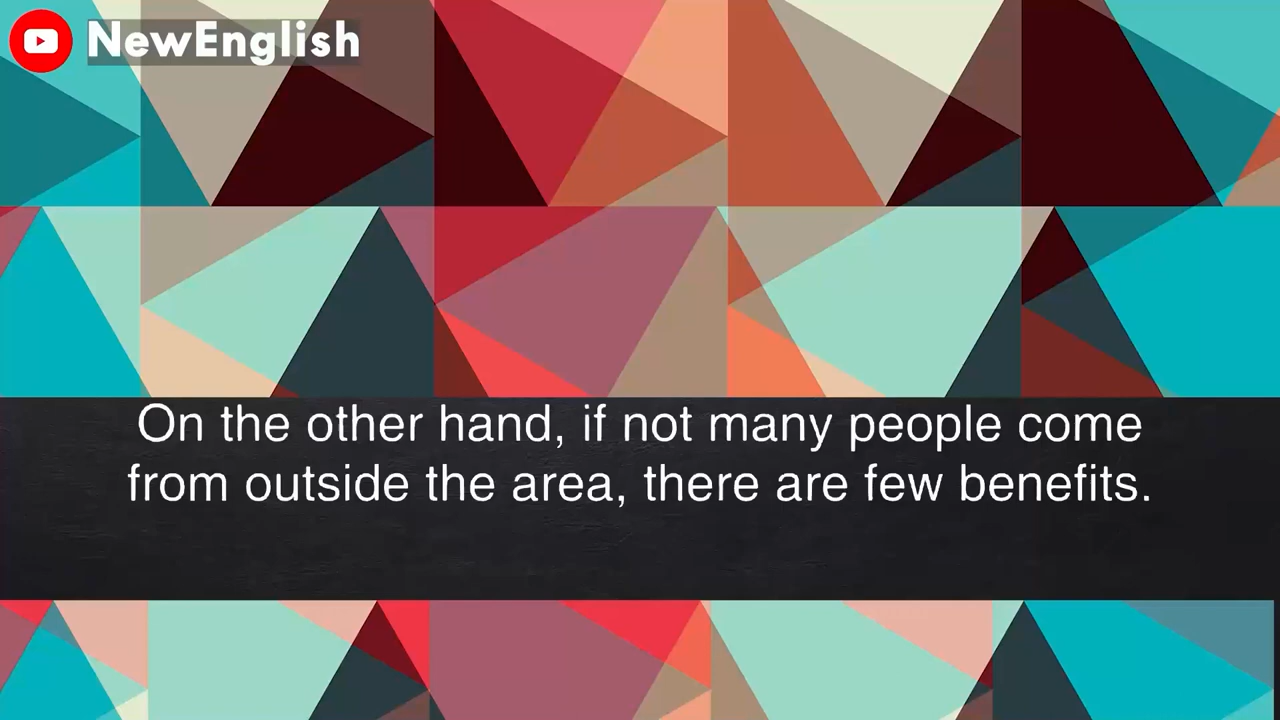 NewEnglish
On the other hand, if not many people come
from outside the area, there are few benefits.